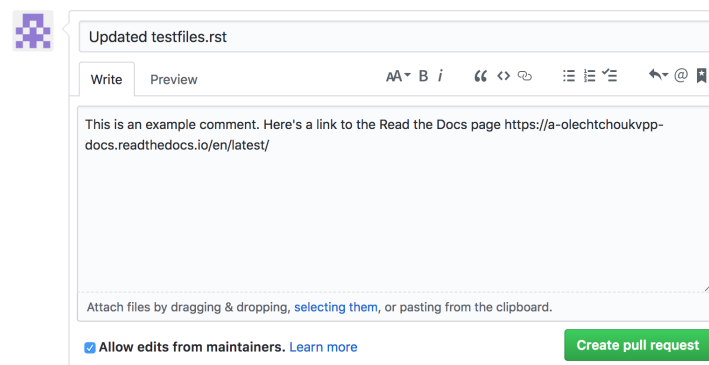 Updated testfiles.rst
Write Preview AA B i @
This is an example comment. Here's a link to the Read the Docs page https://a-olechtchoukvpp-
docs.readthedocs.io/en/latest/
Attach files by dragging & dropping, selecting them, or pasting from the clipboard.
Allow edits from maintainers. Learn more
Create pull request